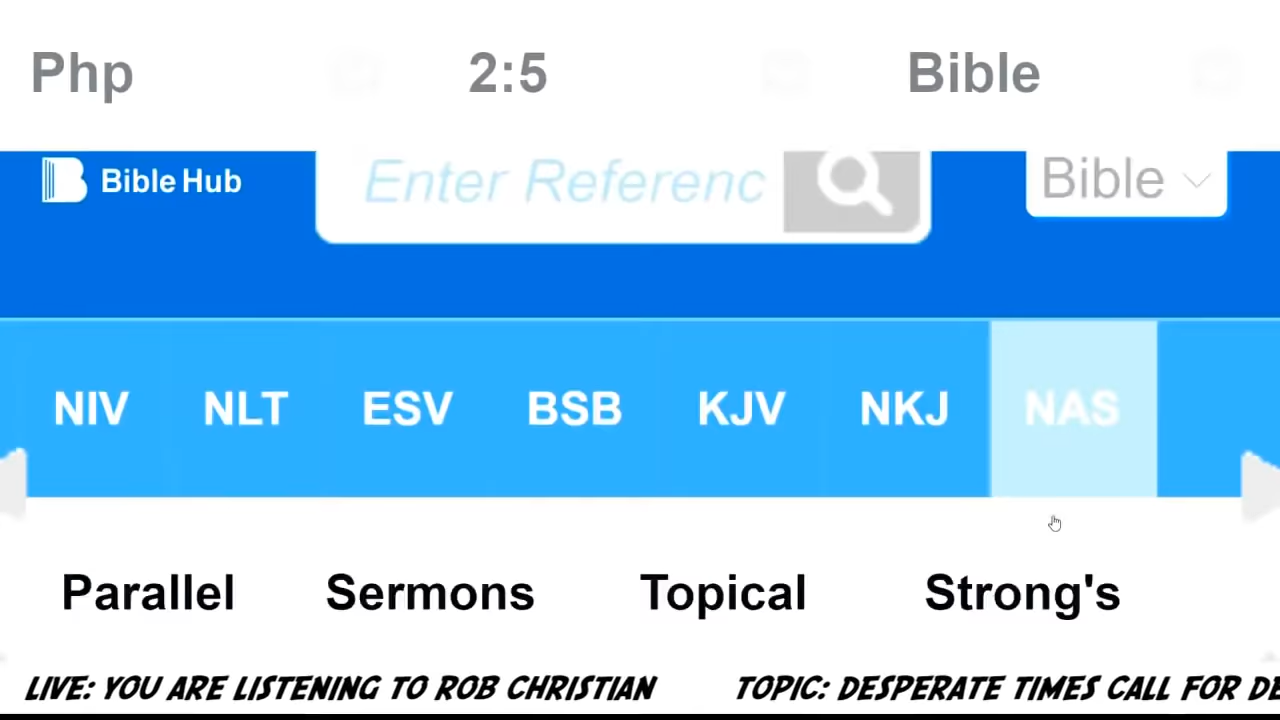 Php 2:5 Bible
Bible Hub Enter Referenc Bible
NIV NLT ESV BSB KJV NKJ NAS
Parallel Sermons Topical Strong's
LIVE: YOU ARE LISTENING TO ROB CHRISTIAN TOPIC: DESPERATE TIMES CALL FOR DE